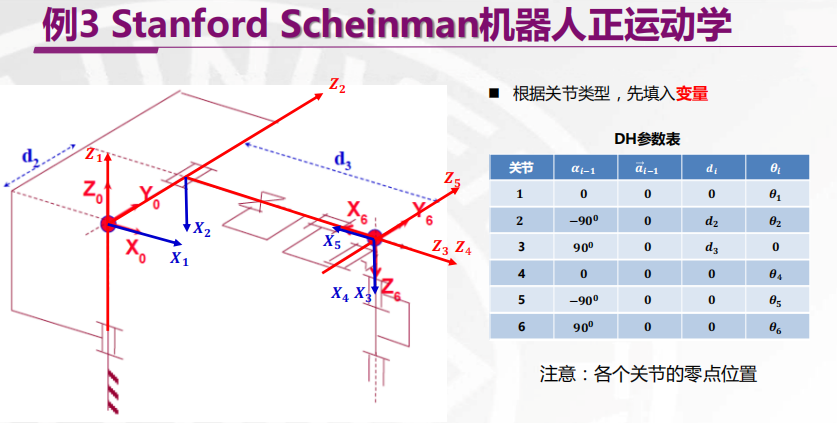 例3 Stanford Scheinman机器人正运动学
■ 根据关节类型，先填入变量
DH参数表
关节 α_{i−1} a⃗_{i−1} d_i θ_i
1 0 0 0 θ₁
2 −90⁰ 0 d₂ θ₂
3 90⁰ 0 d₃ 0
4 0 0 0 θ₄
5 −90⁰ 0 0 θ₅
6 90⁰ 0 0 θ₆
注意：各个关节的零点位置
Z₂
d₂
Z₁
d₃
Z₀
Y₀
Z₅
X₂
X₆
Y₆
X₀
X₁
X₅
Z₃ Z₄
X₄ X₃
Z₆